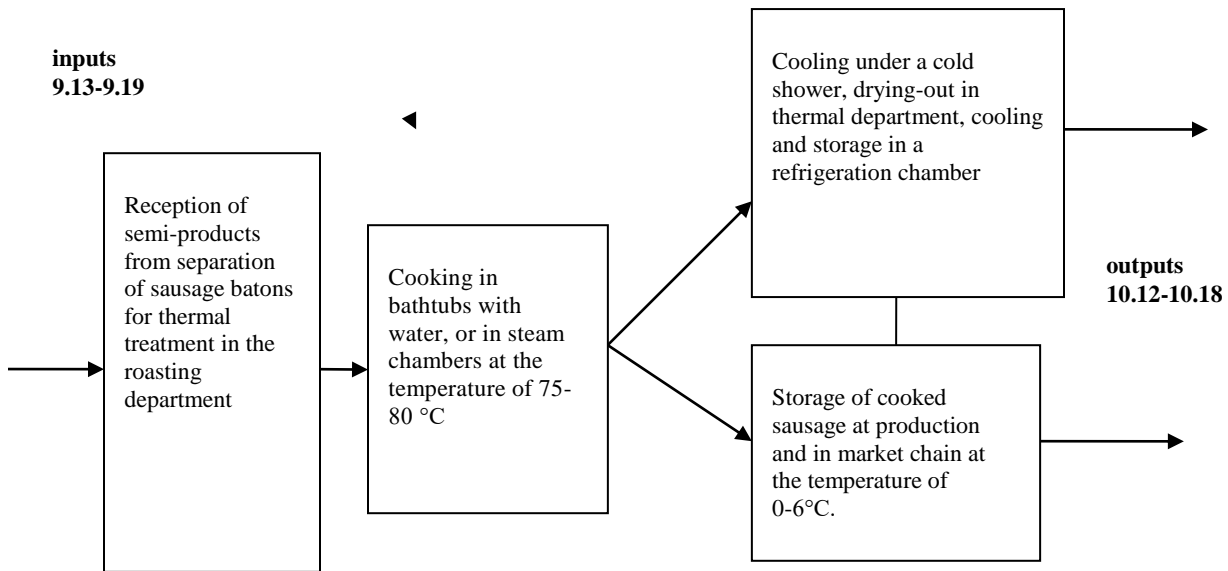 inputs
9.13-9.19
Reception of
semi-products
from separation
of sausage batons
for thermal
treatment in the
roasting
department
Cooking in
bathtubs with
water, or in steam
chambers at the
temperature of 75-
80 °C
Cooling under a cold
shower, drying-out in
thermal department, cooling
and storage in a
refrigeration chamber
Storage of cooked
sausage at production
and in market chain at
the temperature of
0-6°C.
outputs
10.12-10.18